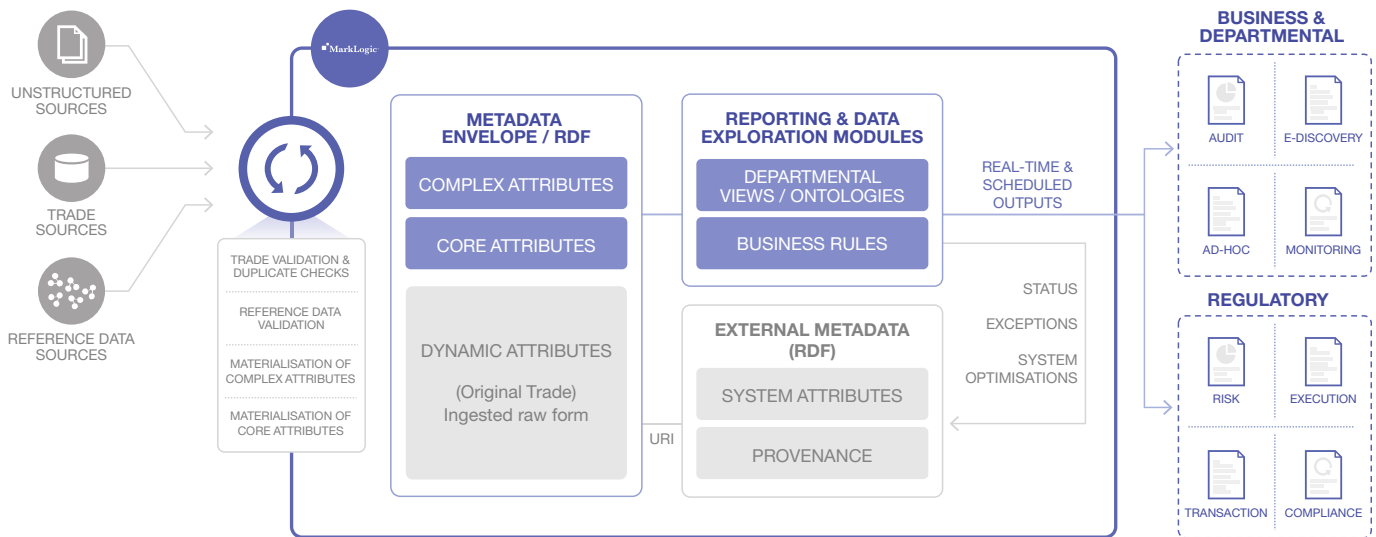 UNSTRUCTURED
SOURCES
TRADE
SOURCES
REFERENCE DATA
SOURCES
MarkLogic
TRADE VALIDATION &
DUPLICATE CHECKS
REFERENCE DATA
VALIDATION
MATERIALISATION OF
COMPLEX ATTRIBUTES
MATERIALISATION OF
CORE ATTRIBUTES
METADATA
ENVELOPE / RDF
COMPLEX ATTRIBUTES
CORE ATTRIBUTES
DYNAMIC ATTRIBUTES
(Original Trade)
Ingested raw form
URI
REPORTING & DATA
EXPLORATION MODULES
DEPARTMENTAL
VIEWS / ONTOLOGIES
BUSINESS RULES
EXTERNAL METADATA
(RDF)
SYSTEM ATTRIBUTES
PROVENANCE
REAL-TIME &
SCHEDULED
OUTPUTS
STATUS
EXCEPTIONS
SYSTEM
OPTIMISATIONS
BUSINESS &
DEPARTMENTAL
AUDIT
E-DISCOVERY
AD-HOC
MONITORING
REGULATORY
RISK
EXECUTION
TRANSACTION
COMPLIANCE